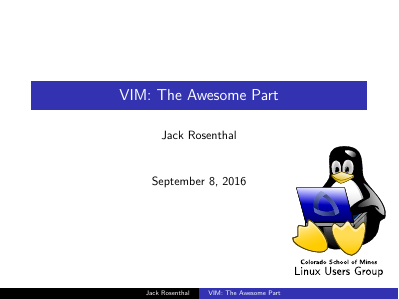 VIM: The Awesome Part
Jack Rosenthal
September 8, 2016
Colorado School of Mines
Linux Users Group
Jack Rosenthal
VIM: The Awesome Part